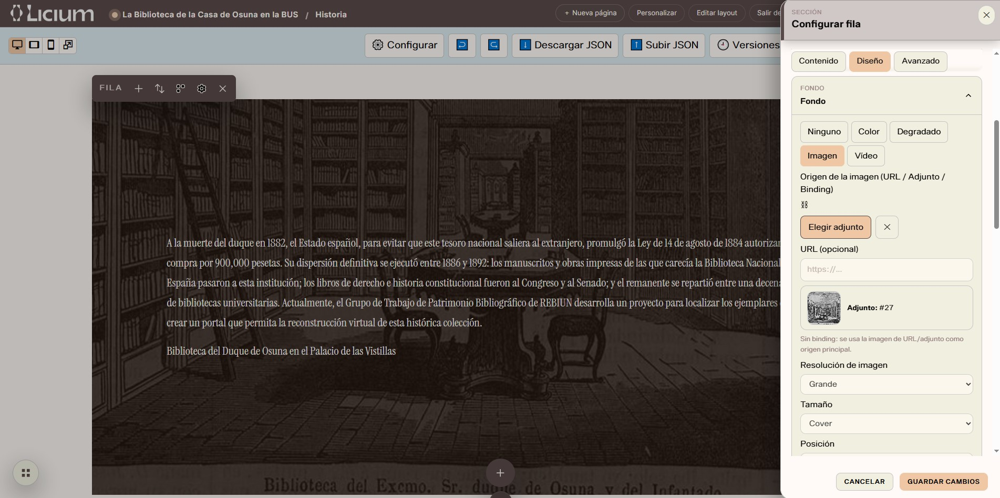 Licium
La Biblioteca de la Casa de Osuna en la BUS / Historia
+ Nueva página
Personalizar
Editar layout
Salir de
Configurar
Descargar JSON
Subir JSON
Versiones
FILA
A la muerte del duque en 1882, el Estado español, para evitar que este tesoro nacional saliera al extranjero, promulgó la Ley de 14 de agosto de 1884 autorizan
compra por 900,000 pesetas. Su dispersión definitiva se ejecutó entre 1886 y 1892: los manuscritos y obras impresas de las que carecía la Biblioteca Nacional
España pasaron a esta institución; los libros de derecho e historia constitucional fueron al Congreso y al Senado; y el remanente se repartió entre una decena
de bibliotecas universitarias. Actualmente, el Grupo de Trabajo de Patrimonio Bibliográfico de REBIUN desarrolla un proyecto para localizar los ejemplares
crear un portal que permita la reconstrucción virtual de esta histórica colección.
Biblioteca del Duque de Osuna en el Palacio de las Vistillas
Biblioteca del Excmo. Sr. duque de Osuna y del Infantado
SECCIÓN
Configurar fila
Contenido
Diseño
Avanzado
FONDO
Fondo
Ninguno
Color
Degradado
Imagen
Vídeo
Origen de la imagen (URL / Adjunto /
Binding)
Elegir adjunto
URL (opcional)
https://...
Adjunto: #27
Sin binding: se usa la imagen de URL/adjunto como
origen principal.
Resolución de imagen
Grande
Tamaño
Cover
Posición
CANCELAR
GUARDAR CAMBIOS